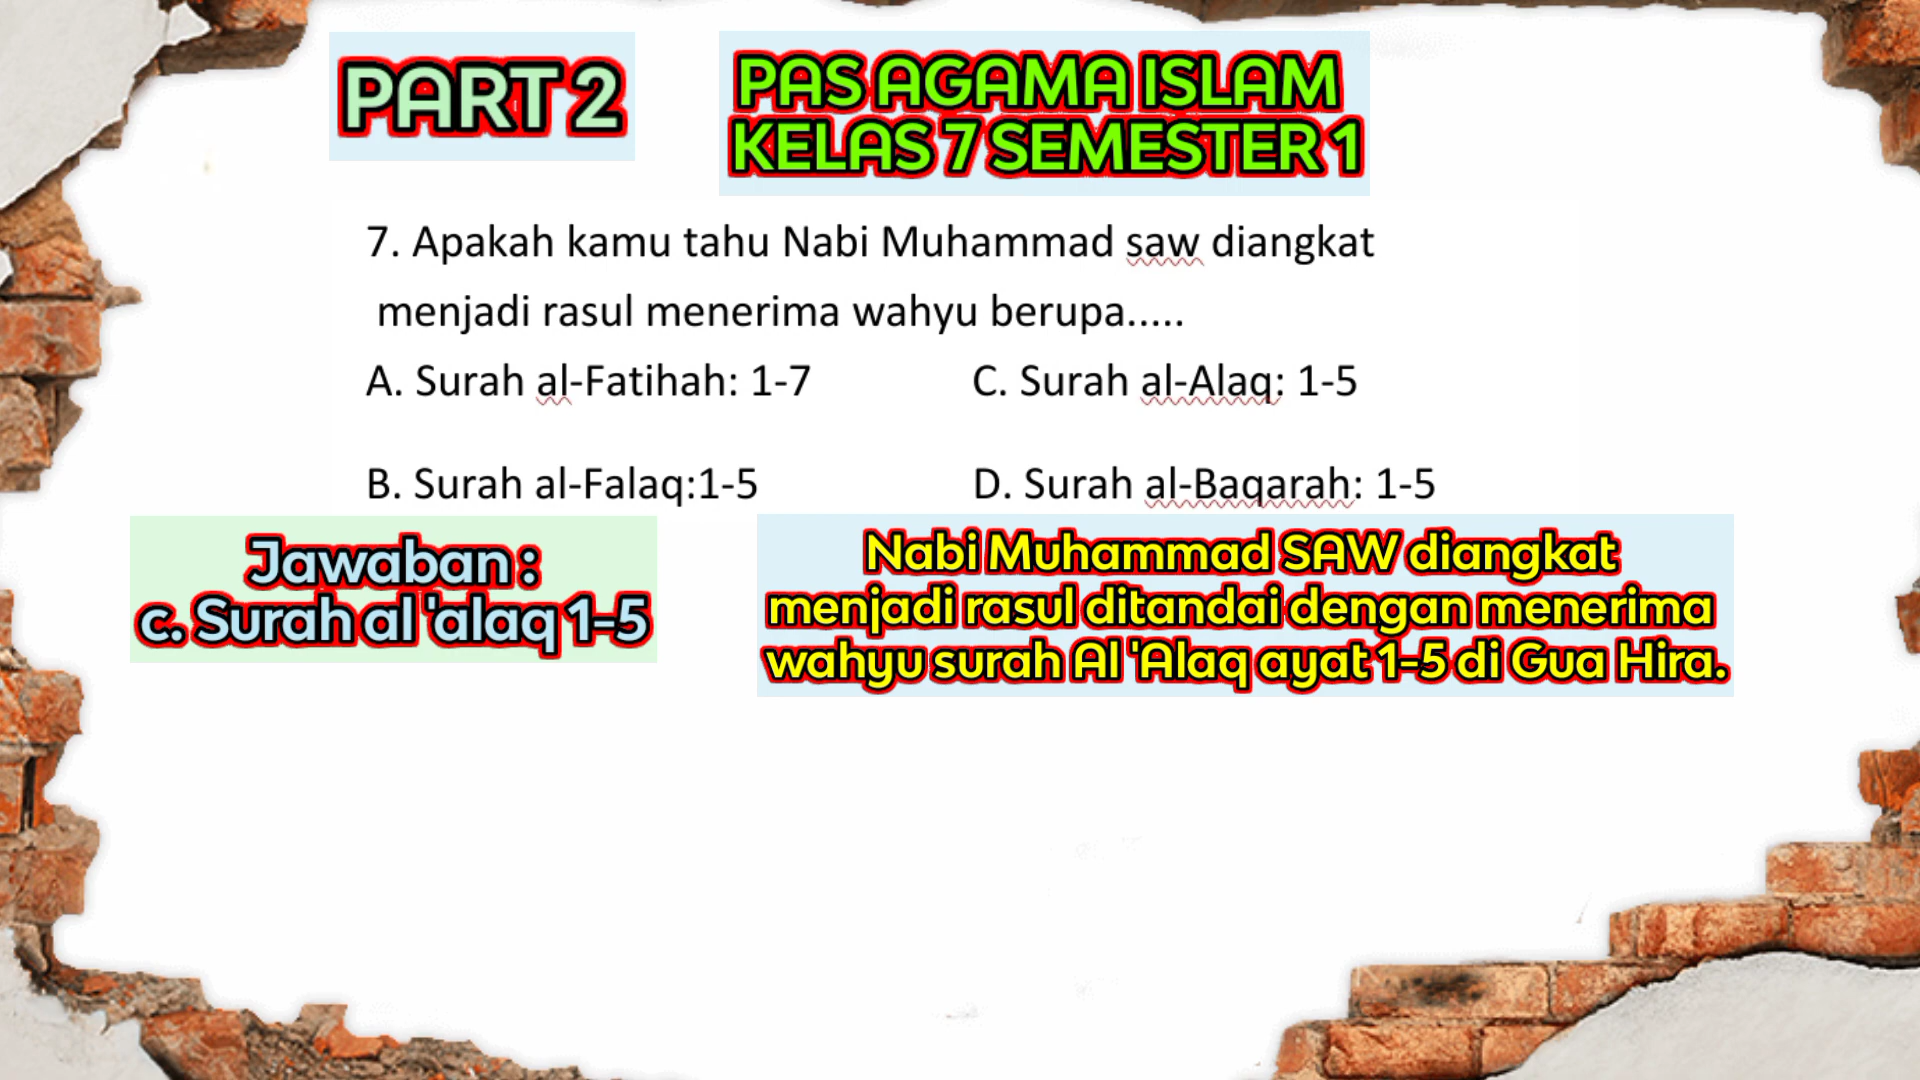 PART 2
PAS AGAMA ISLAM
KELAS 7 SEMESTER 1
7. Apakah kamu tahu Nabi Muhammad saw diangkat
menjadi rasul menerima wahyu berupa.....
A. Surah al-Fatihah: 1-7
C. Surah al-Alaq: 1-5
B. Surah al-Falaq:1-5
D. Surah al-Baqarah: 1-5
Jawaban :
c. Surah al 'alaq 1-5
Nabi Muhammad SAW diangkat
menjadi rasul ditandai dengan menerima
wahyu surah Al 'Alaq ayat 1-5 di Gua Hira.